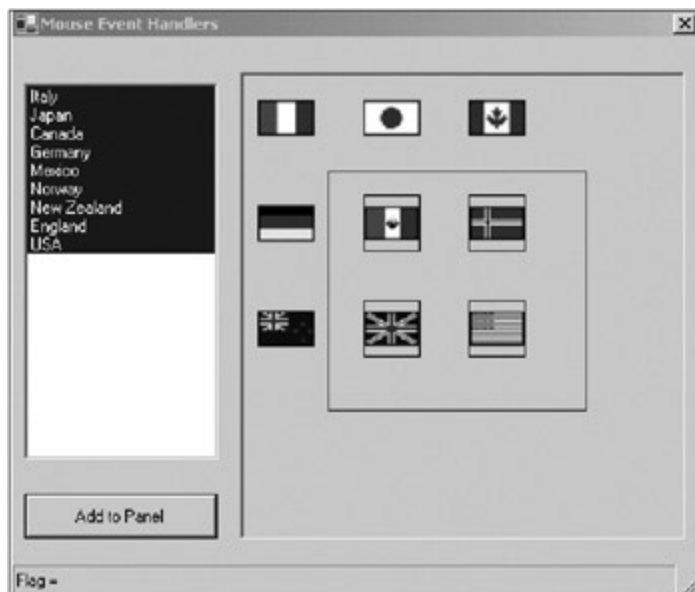 Mouse Event Handlers
Italy
Japan
Canada
Germany
Mexico
Norway
New Zealand
England
USA
Add to Panel
Flag =